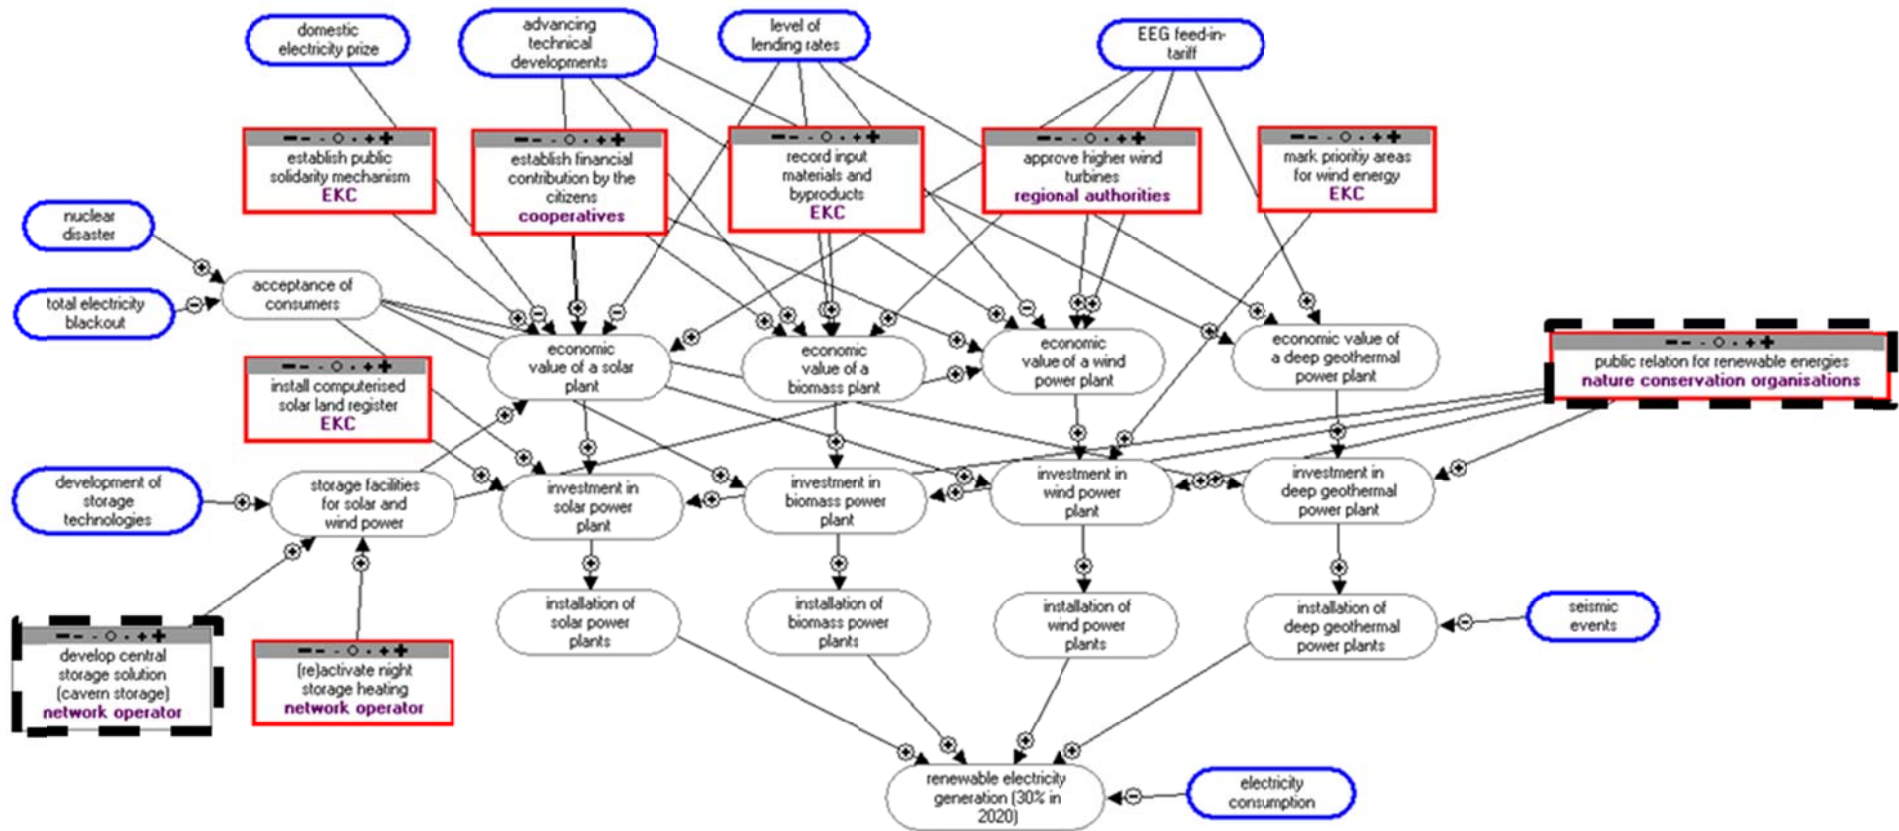 domestic
electricity prize
advancing
technical
developments
level of
lending rates
EEG feed-in-
tariff
establish public
solidarity mechanism
EKC
establish financial
contribution by the
citizens
cooperatives
record input
materials and
byproducts
EKC
approve higher wind
turbines
regional authorities
mark prioritiy areas
for wind energy
EKC
nuclear
disaster
total electricity
blackout
acceptance of
consumers
economic
value of a solar
plant
economic
value of a
biomass plant
economic
value of a wind
power plant
economic value of
a deep geothermal
power plant
public relation for renewable energies
nature conservation organisations
install computerised
solar land register
EKC
development of
storage
technologies
storage facilities
for solar and
wind power
investment in
solar power
plant
investment in
biomass power
plant
investment in
wind power
plant
investment in
deep geothermal
power plant
develop central
storage solution
(cavern storage)
network operator
(re)activate night
storage heating
network operator
installation of
solar power
plants
installation of
biomass power
plants
installation of
wind power
plants
installation of
deep geothermal
power plants
seismic
events
renewable electricity
generation (30% in
2020)
electricity
consumption